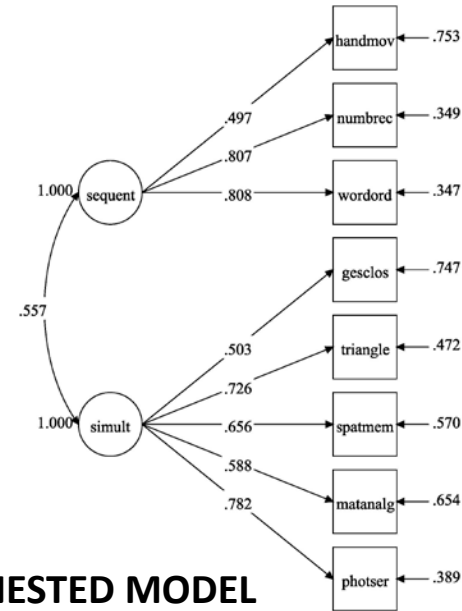 handmov
.753
.497
numbrec
.349
.807
1.000
sequent
.808
wordord
.347
gesclos
.747
.557
.503
triangle
.472
.726
1.000
simult
.656
spatmem
.570
.588
matanalg
.654
.782
photser
.389
NESTED MODEL